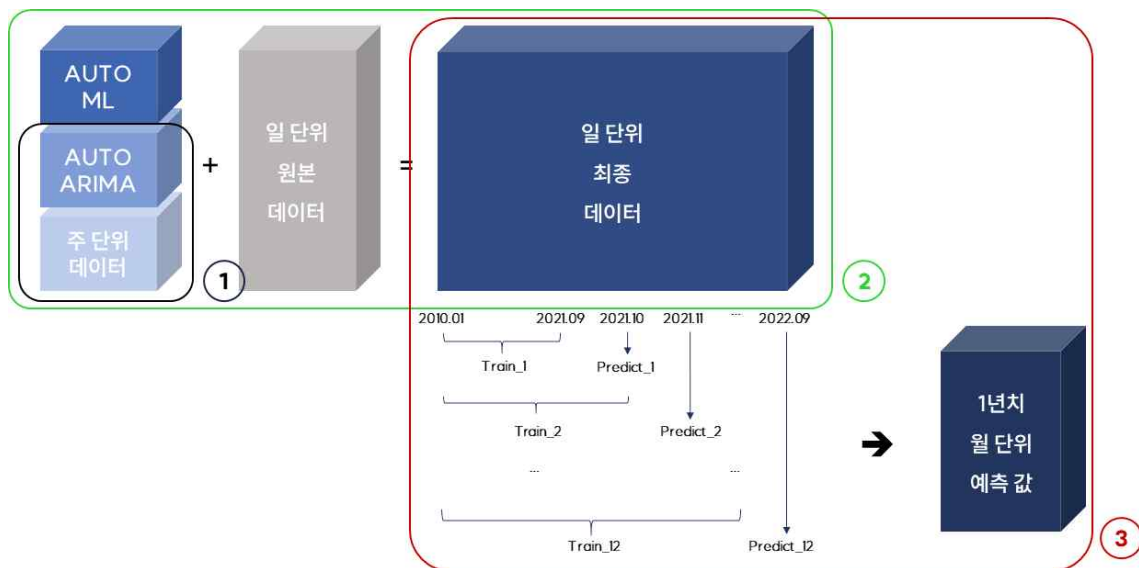 AUTO
ML
AUTO
ARIMA
주 단위
데이터
1
+
일 단위
원본
데이터
=
일 단위
최종
데이터
2
2010.01 2021.09 2021.10 2021.11 ... 2022.09
Train_1 Predict_1
Train_2 Predict_2
... ...
Train_12 Predict_12
1년치
월 단위
예측 값
3